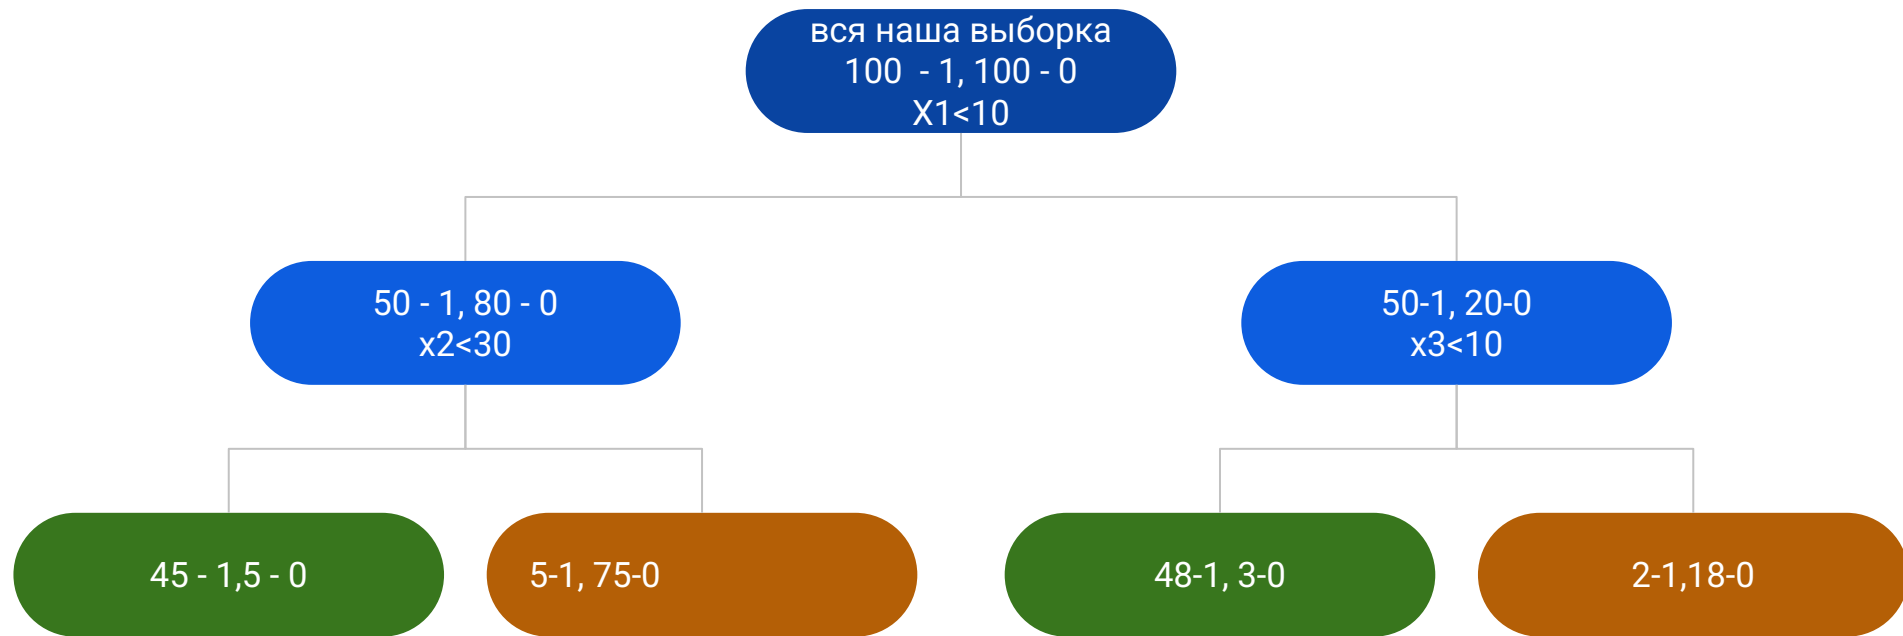 вся наша выборка
100  - 1, 100 - 0
X1<10
50 - 1, 80 - 0
x2<30
50-1, 20-0
x3<10
45 - 1,5 - 0
5-1, 75-0
48-1, 3-0
2-1,18-0